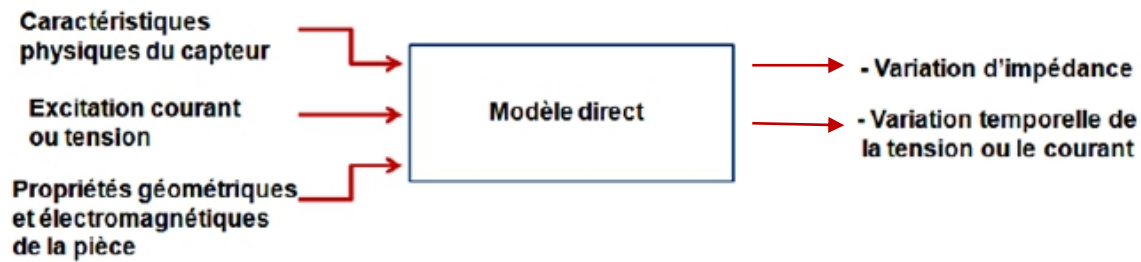 Caractéristiques
physiques du capteur
Excitation courant
ou tension
Propriétés géométriques
et électromagnétiques
de la pièce
Modèle direct
- Variation d'impédance
- Variation temporelle de
la tension ou le courant